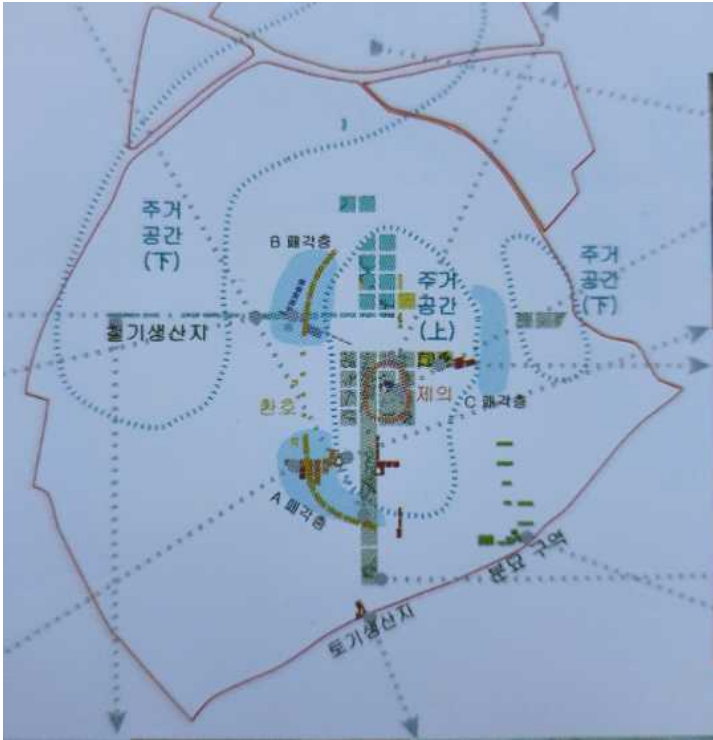 주거
공간
(下)
B 패각층
주거
공간
(上)
주거
공간
(下)
철기생산지
환호
제의
C 패각층
A 패각층
분묘 구역
토기생산지